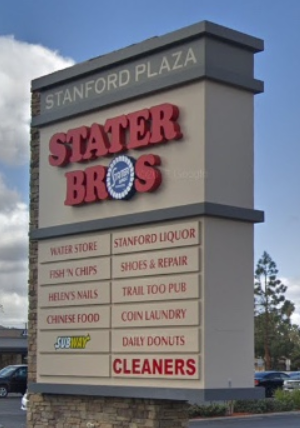 STANFORD PLAZA
STATER
BROS
STATER
WATER STORE
FISH 'N CHIPS
HELEN'S NAILS
CHINESE FOOD
SUBWAY
STANFORD LIQUOR
SHOES & REPAIR
TRAIL TOO PUB
COIN LAUNDRY
DAILY DONUTS
CLEANERS